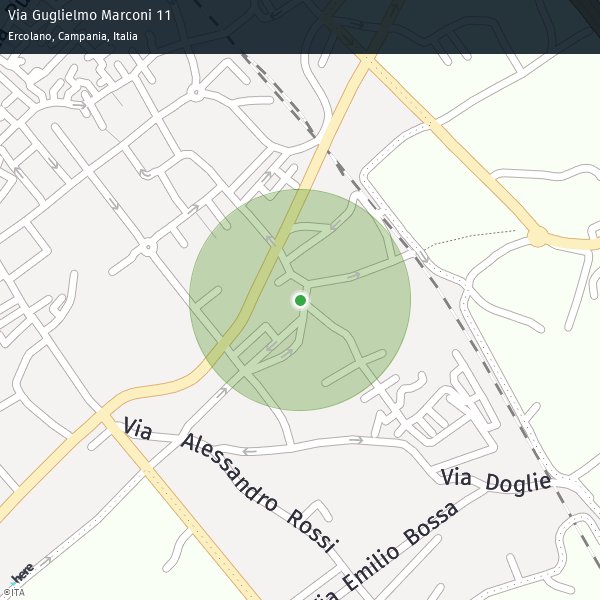 Via Guglielmo Marconi 11
Ercolano, Campania, Italia
Via Alessandro Rossi
Via Doglie
Via Emilio Bossa
here
©ITA